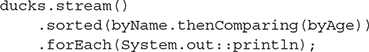 ducks.stream()
    .sorted(byName.thenComparing(byAge))
    .forEach(System.out::println);